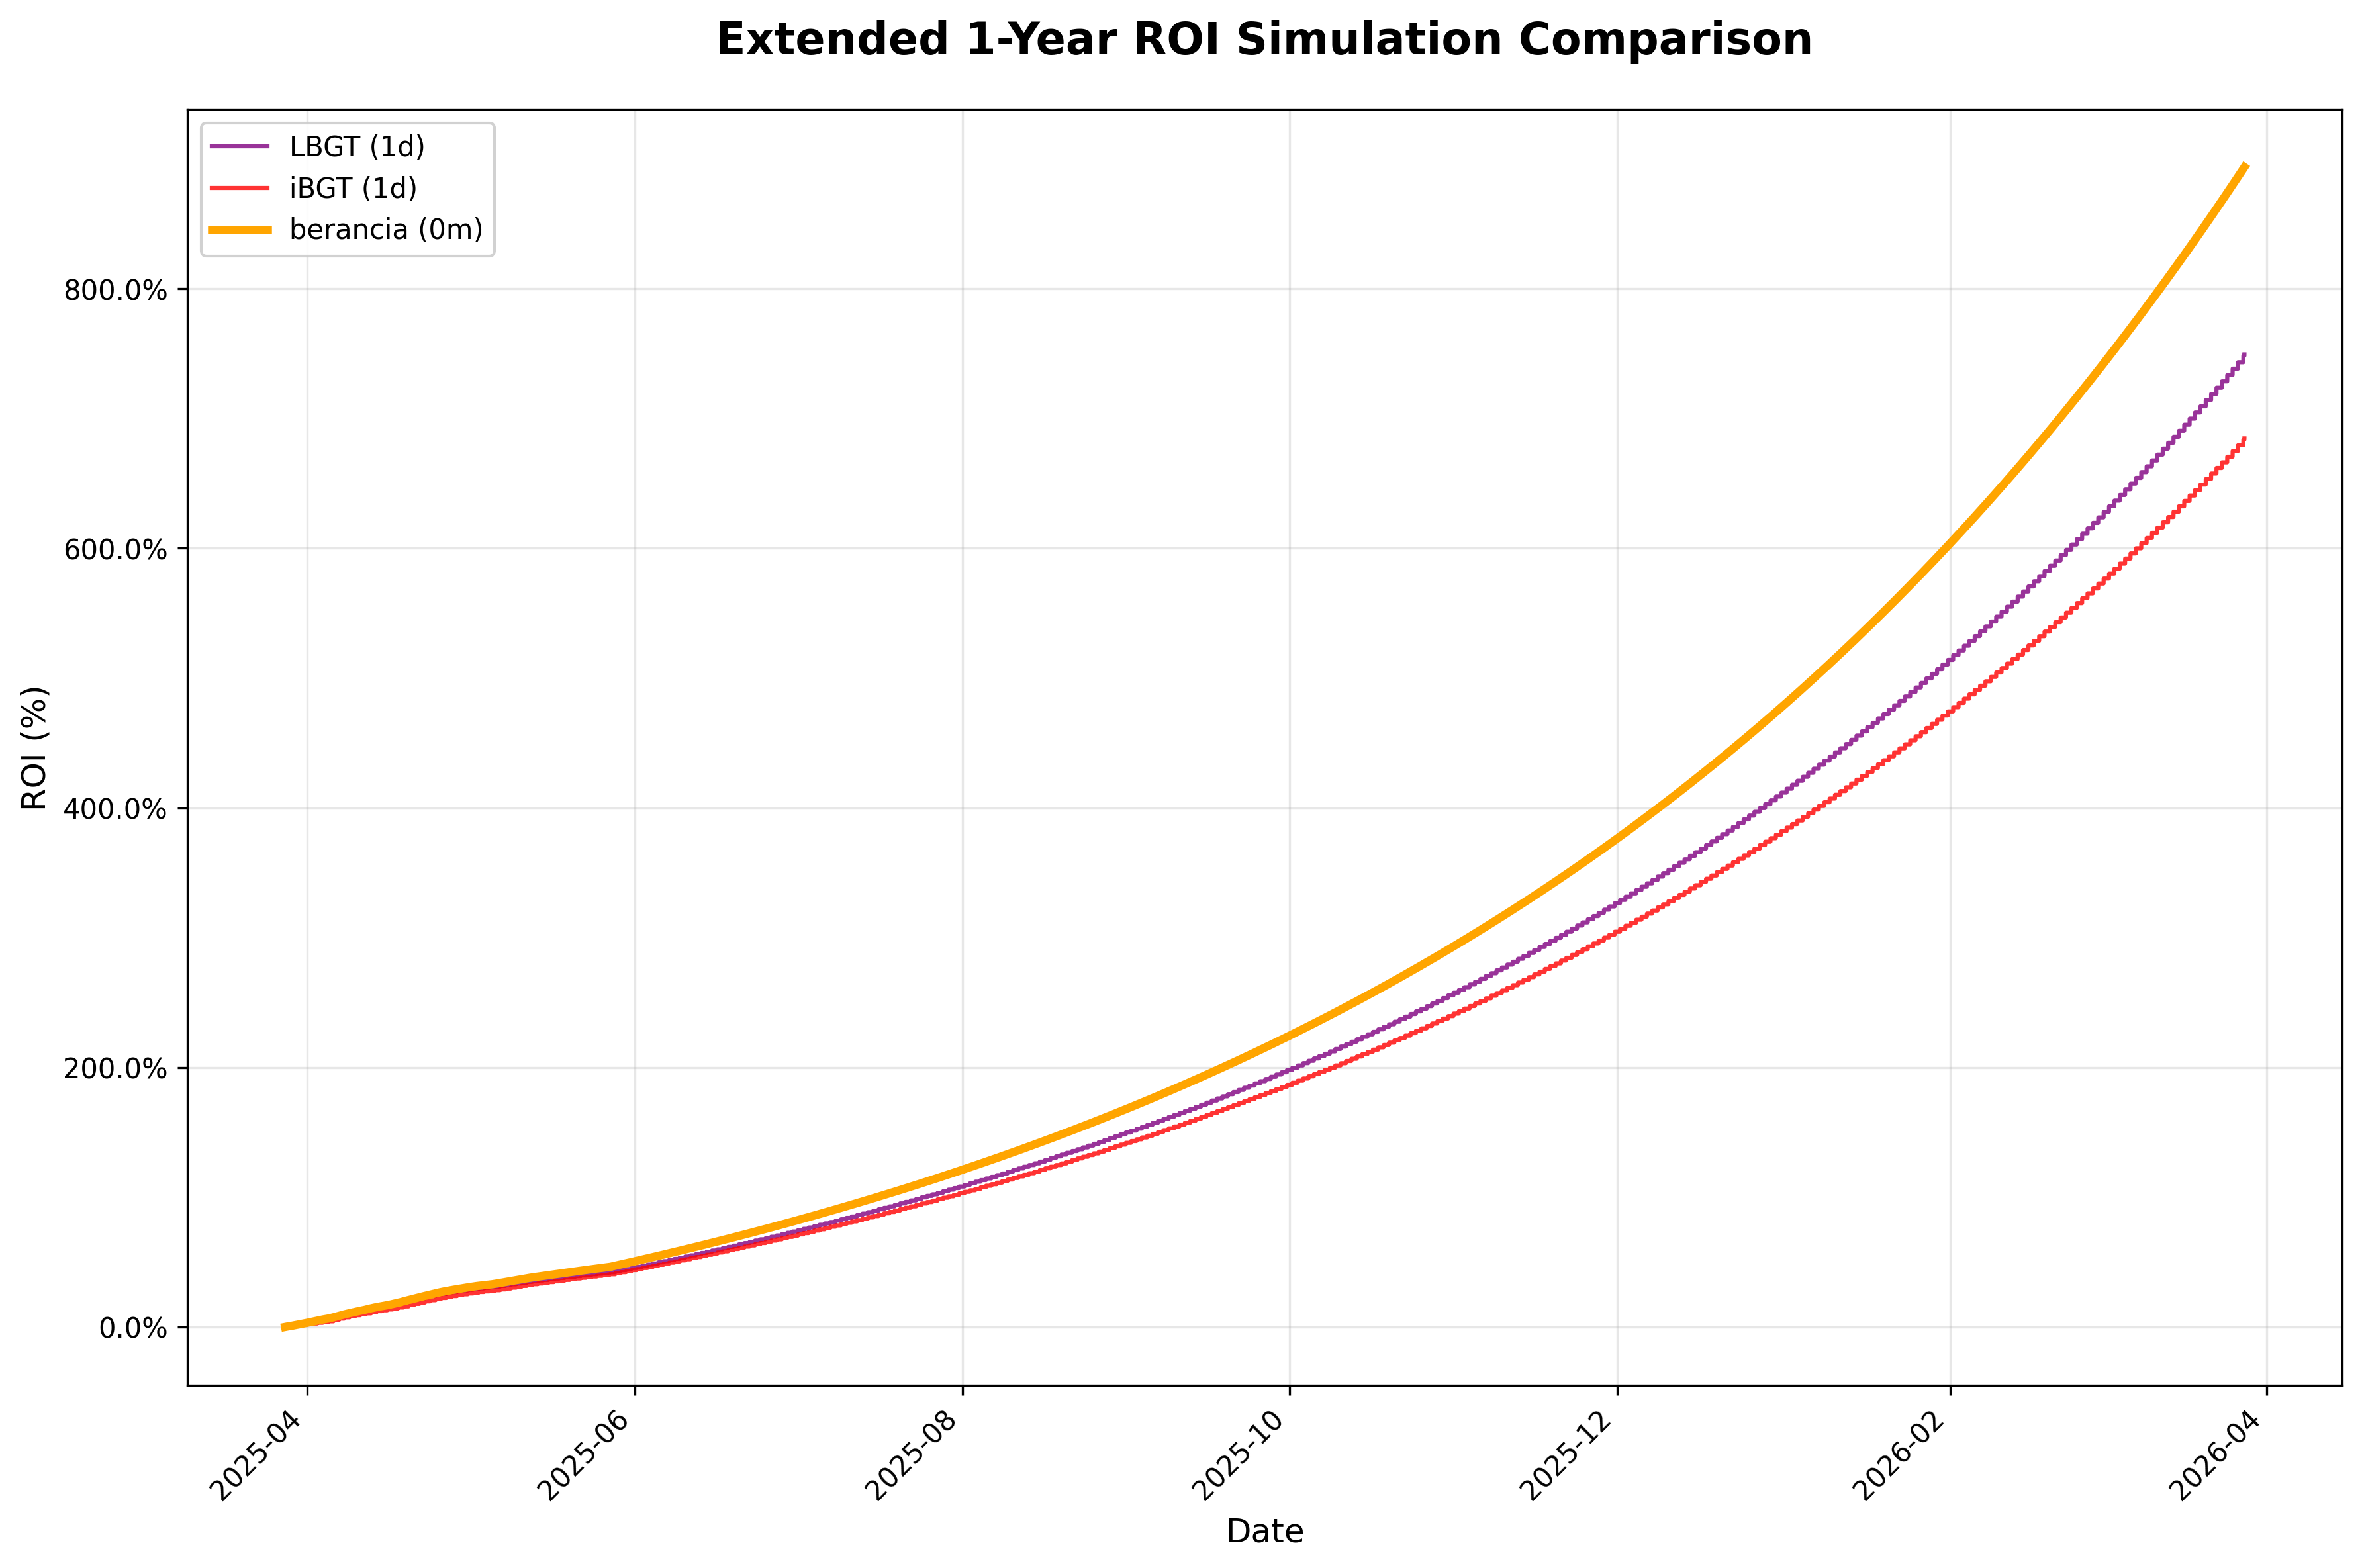 Extended 1-Year ROI Simulation Comparison
LBGT (1d)
iBGT (1d)
berancia (0m)
ROI (%)
800.0%
600.0%
400.0%
200.0%
0.0%
2025-04
2025-06
2025-08
2025-10
2025-12
2026-02
2026-04
Date